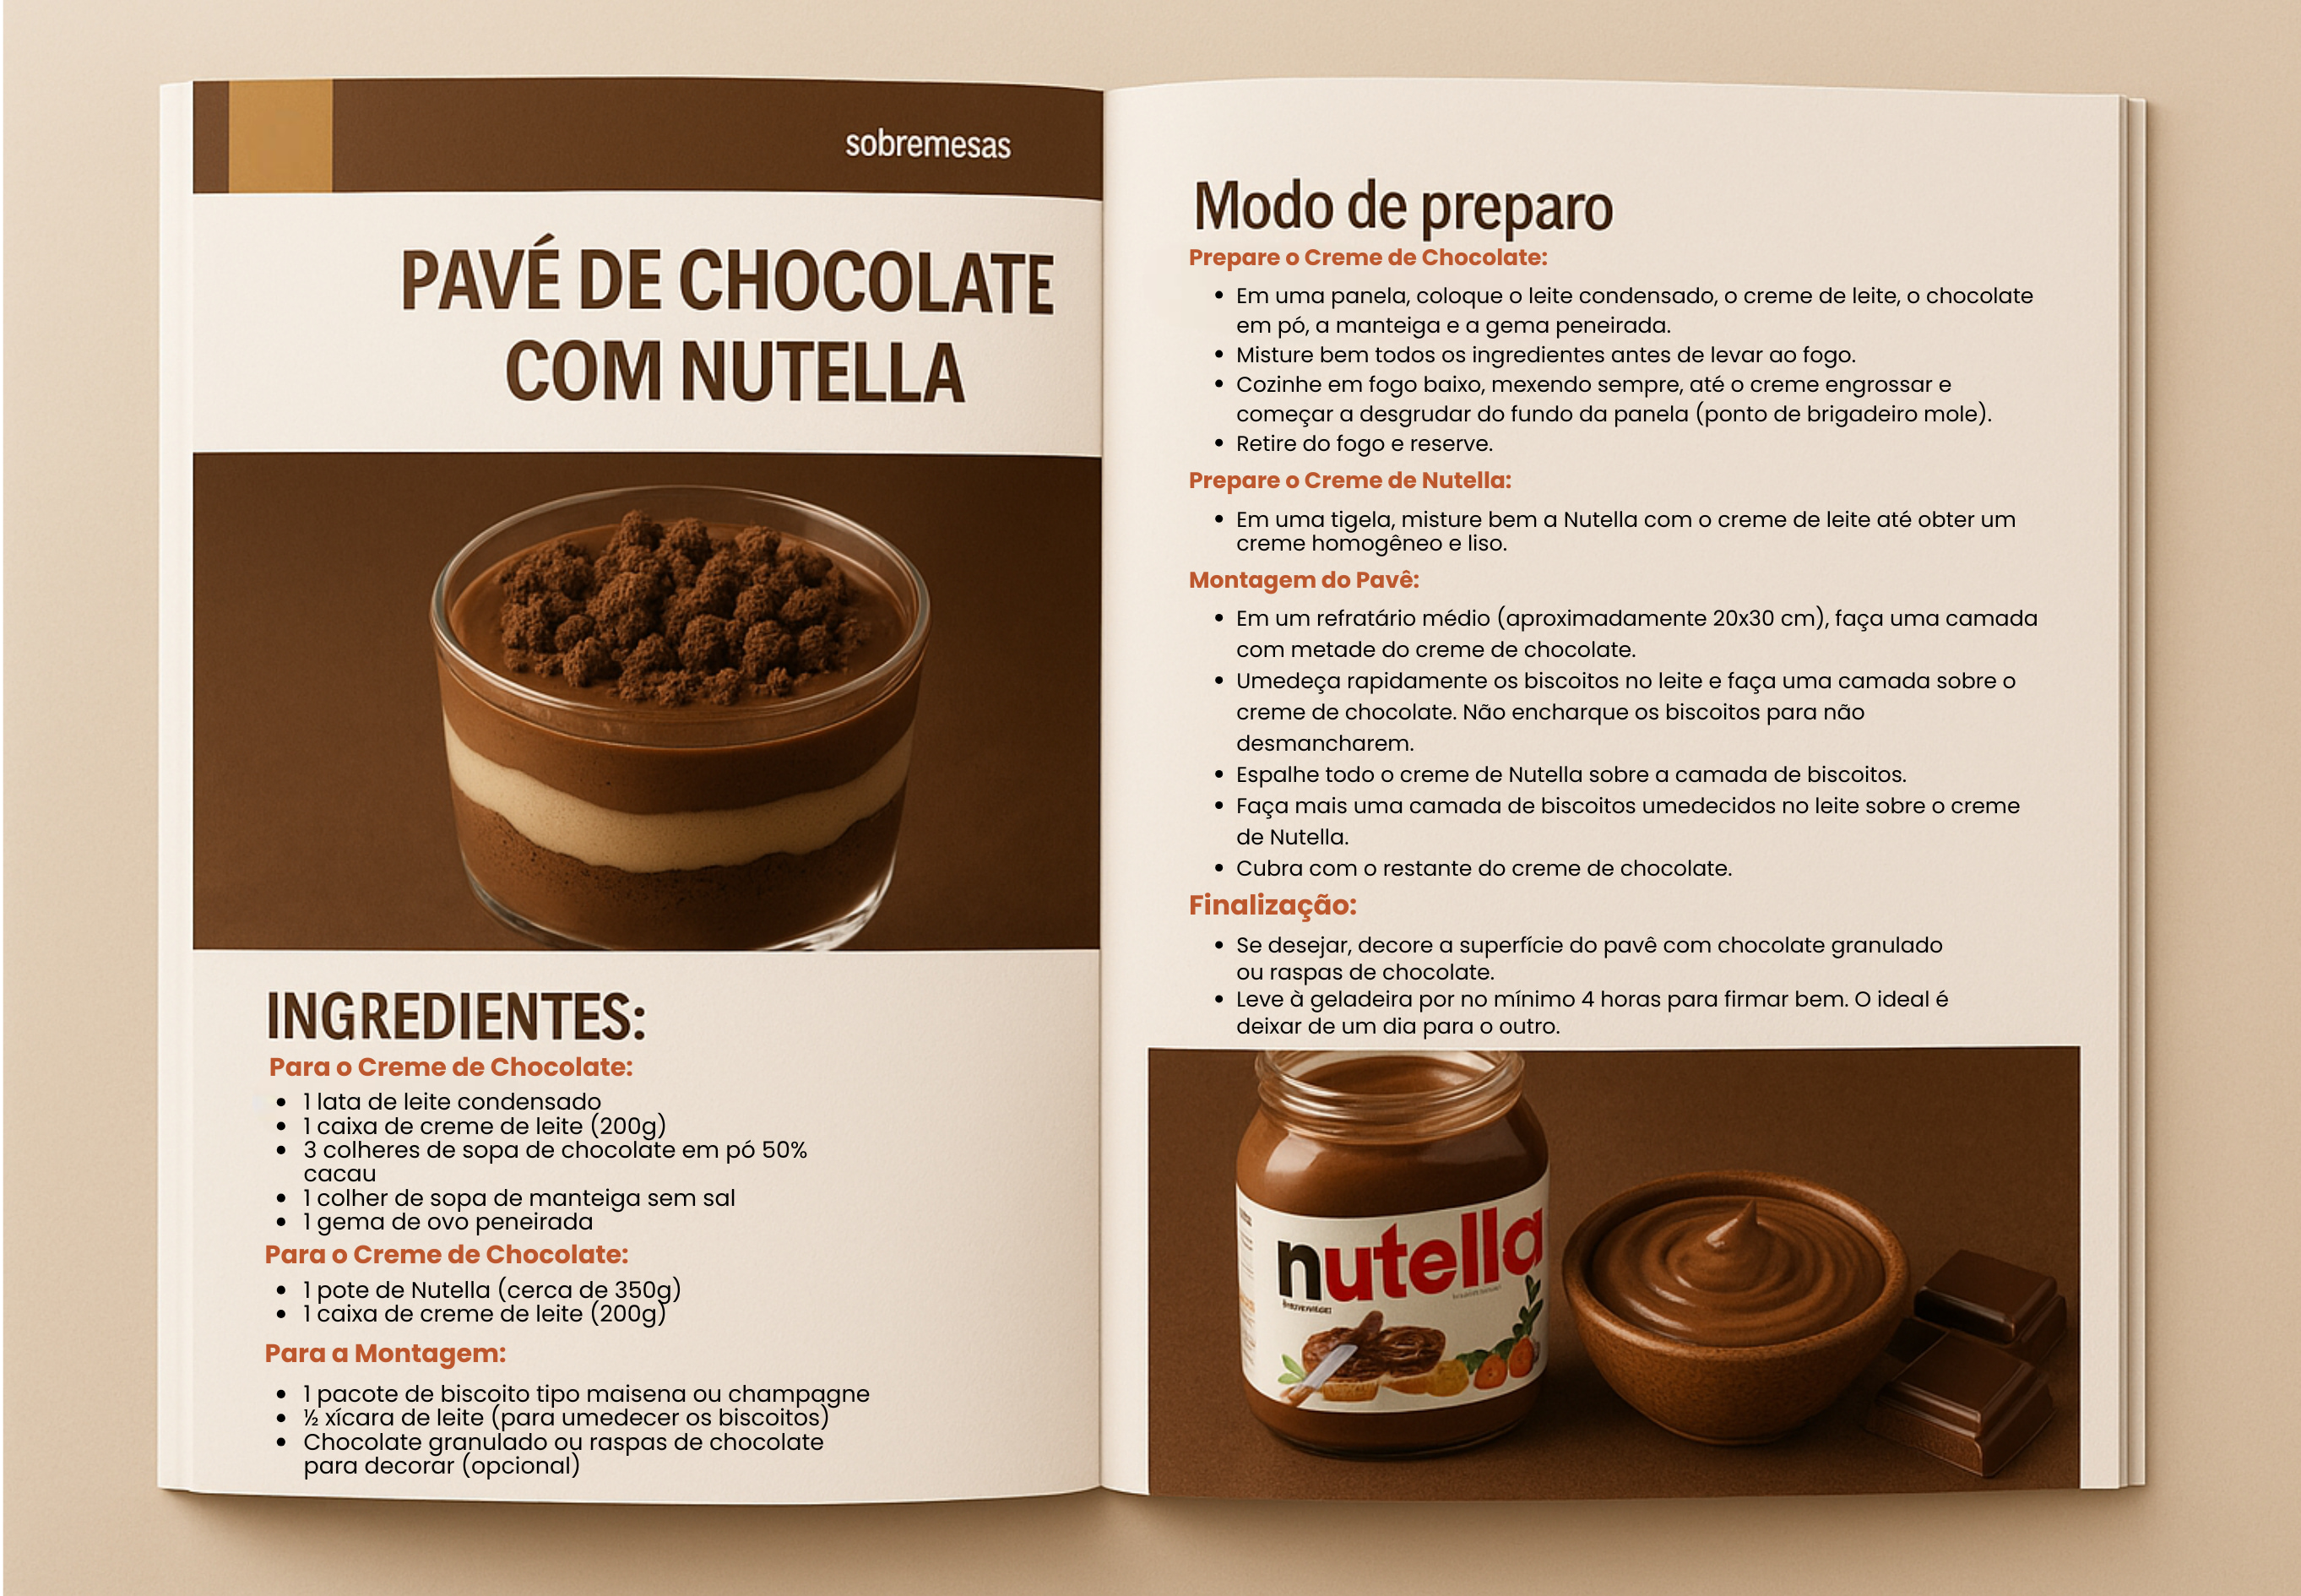 sobremesas
PAVÉ DE CHOCOLATE
COM NUTELLA
INGREDIENTES:
Para o Creme de Chocolate:
• 1 lata de leite condensado
• 1 caixa de creme de leite (200g)
• 3 colheres de sopa de chocolate em pó 50%
cacau
• 1 colher de sopa de manteiga sem sal
• 1 gema de ovo peneirada
Para o Creme de Chocolate:
• 1 pote de Nutella (cerca de 350g)
• 1 caixa de creme de leite (200g)
Para a Montagem:
• 1 pacote de biscoito tipo maisena ou champagne
• ½ xícara de leite (para umedecer os biscoitos)
• Chocolate granulado ou raspas de chocolate
para decorar (opcional)
Modo de preparo
Prepare o Creme de Chocolate:
• Em uma panela, coloque o leite condensado, o creme de leite, o chocolate
em pó, a manteiga e a gema peneirada.
• Misture bem todos os ingredientes antes de levar ao fogo.
• Cozinhe em fogo baixo, mexendo sempre, até o creme engrossar e
começar a desgrudar do fundo da panela (ponto de brigadeiro mole).
• Retire do fogo e reserve.
Prepare o Creme de Nutella:
• Em uma tigela, misture bem a Nutella com o creme de leite até obter um
creme homogêneo e liso.
Montagem do Pavê:
• Em um refratário médio (aproximadamente 20x30 cm), faça uma camada
com metade do creme de chocolate.
• Umedeça rapidamente os biscoitos no leite e faça uma camada sobre o
creme de chocolate. Não encharque os biscoitos para não
desmancharem.
• Espalhe todo o creme de Nutella sobre a camada de biscoitos.
• Faça mais uma camada de biscoitos umedecidos no leite sobre o creme
de Nutella.
• Cubra com o restante do creme de chocolate.
Finalização:
• Se desejar, decore a superfície do pavê com chocolate granulado
ou raspas de chocolate.
• Leve à geladeira por no mínimo 4 horas para firmar bem. O ideal é
deixar de um dia para o outro.
nutella